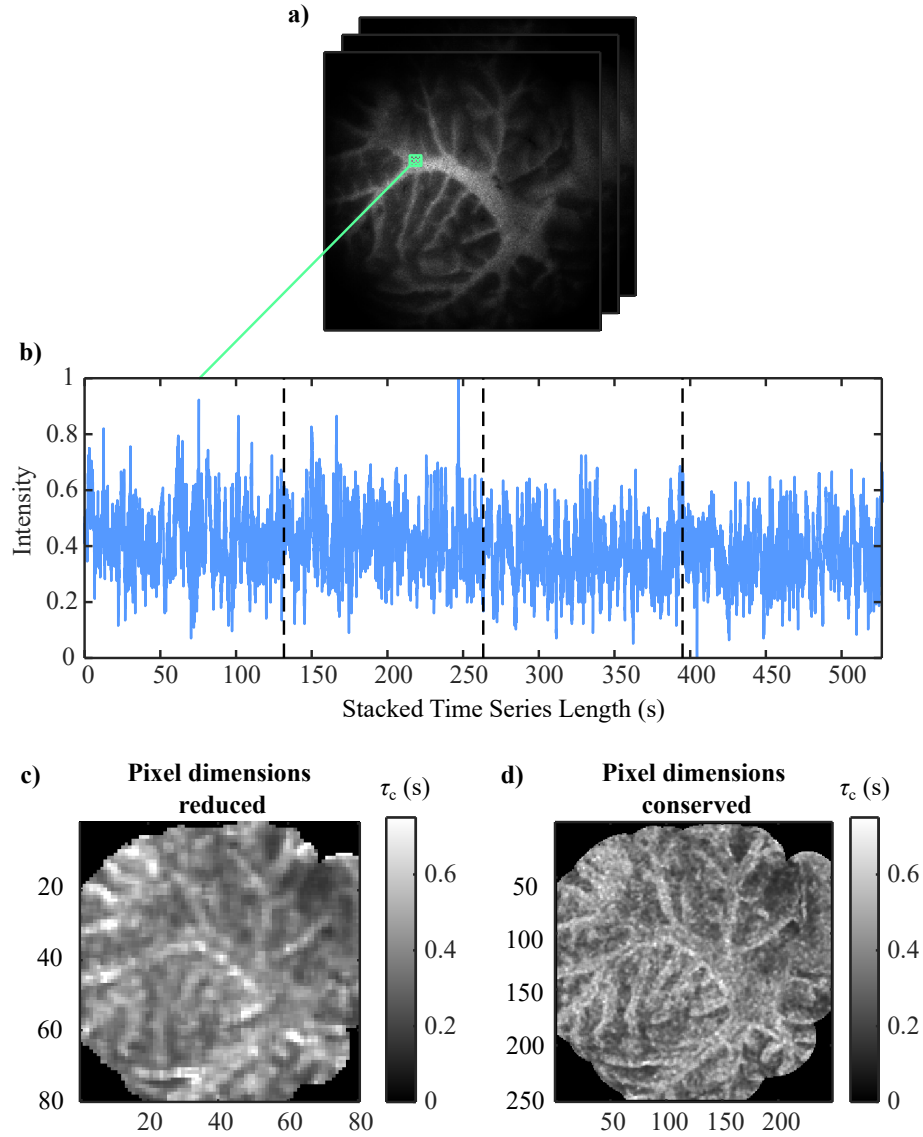 a)
b)
1
0.8
0.6
0.4
0.2
0
Intensity
0 50 100 150 200 250 300 350 400 450 500
Stacked Time Series Length (s)
c)
Pixel dimensions
reduced
τc (s)
20
40
60
80
20 40 60 80
0.6
0.4
0.2
0
d)
Pixel dimensions
conserved
τc (s)
50
100
150
200
250
50 100 150 200
0.6
0.4
0.2
0